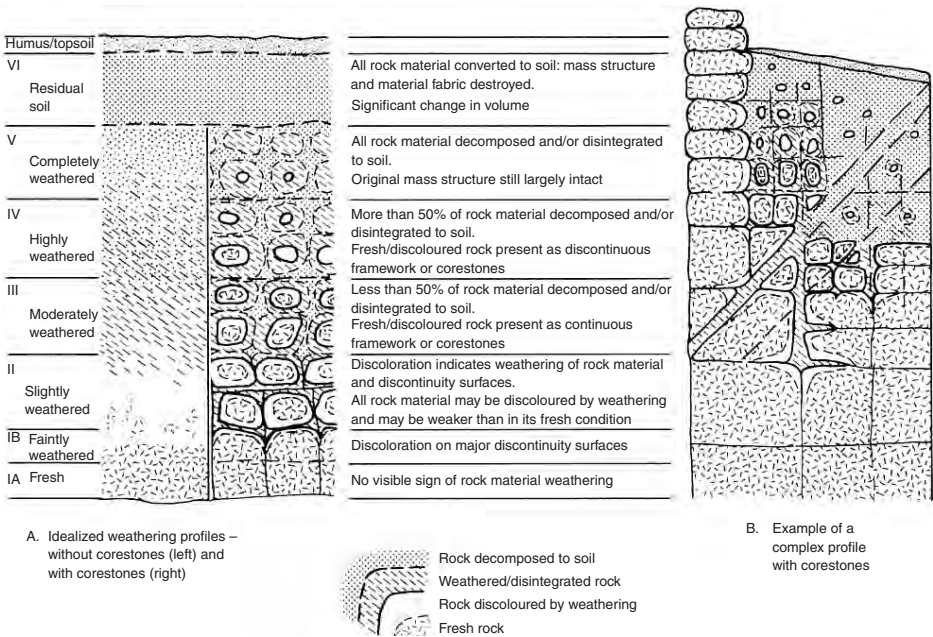 Humus/topsoil
VI
Residual
soil
All rock material converted to soil: mass structure
and material fabric destroyed.
Significant change in volume
V
Completely
weathered
All rock material decomposed and/or disintegrated
to soil.
Original mass structure still largely intact
IV
Highly
weathered
More than 50% of rock material decomposed and/or
disintegrated to soil.
Fresh/discoloured rock present as discontinuous
framework or corestones
III
Moderately
weathered
Less than 50% of rock material decomposed and/or
disintegrated to soil.
Fresh/discoloured rock present as continuous
framework or corestones
II
Slightly
weathered
Discoloration indicates weathering of rock material
and discontinuity surfaces.
All rock material may be discoloured by weathering
and may be weaker than in its fresh condition
IB Faintly
weathered
Discoloration on major discontinuity surfaces
IA Fresh
No visible sign of rock material weathering
A. Idealized weathering profiles –
without corestones (left) and
with corestones (right)
B. Example of a
complex profile
with corestones
Rock decomposed to soil
Weathered/disintegrated rock
Rock discoloured by weathering
Fresh rock